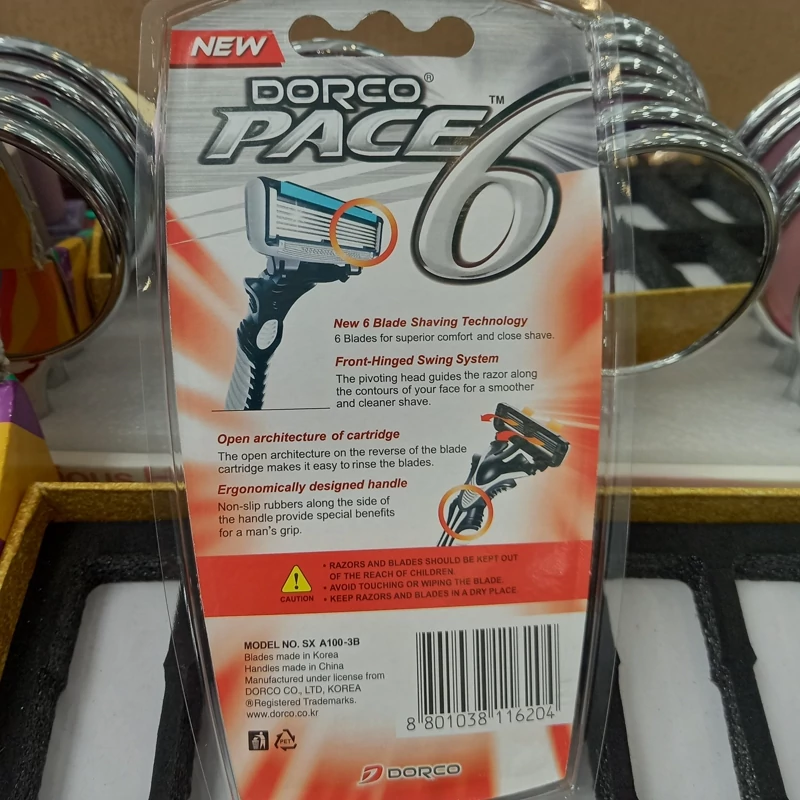 NEW
DORCO®
PACE 6™
New 6 Blade Shaving Technology
6 Blades for superior comfort and close shave.
Front-Hinged Swing System
The pivoting head guides the razor along
the contours of your face for a smoother
and cleaner shave.
Open architecture of cartridge
The open architecture on the reverse of the blade
cartridge makes it easy to rinse the blades.
Ergonomically designed handle
Non-slip rubbers along the side of
the handle provide special benefits
for a man's grip.
CAUTION
• RAZORS AND BLADES SHOULD BE KEPT OUT
OF THE REACH OF CHILDREN.
• AVOID TOUCHING OR WIPING THE BLADE.
• KEEP RAZORS AND BLADES IN A DRY PLACE
MODEL NO. SX A100-3B
Blades made in Korea
Handles made in China
Manufactured under license from
DORCO CO., LTD, KOREA
®Registered Trademarks.
www.dorco.co.kr
8 801038 116204
PET
DORCO